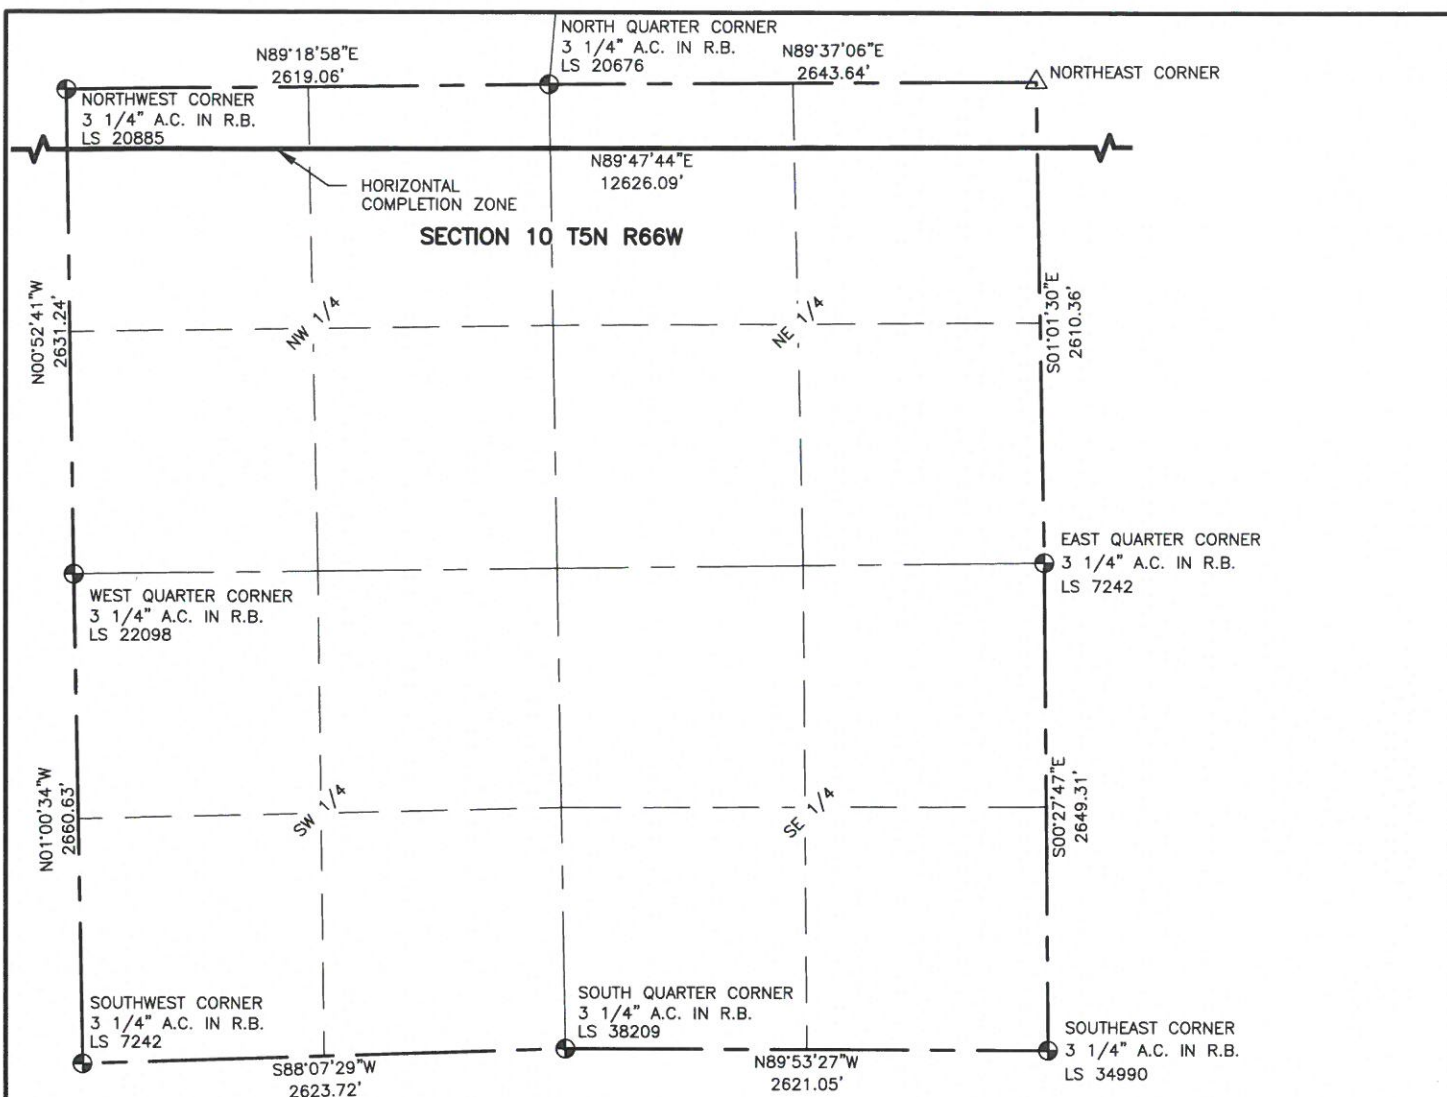 NORTH QUARTER CORNER
3 1/4" A.C. IN R.B.
LS 20676
N89°18'58"E
2619.06'
N89°37'06"E
2643.64'
NORTHEAST CORNER
NORTHWEST CORNER
3 1/4" A.C. IN R.B.
LS 20885
N89°47'44"E
12626.09'
HORIZONTAL
COMPLETION ZONE
SECTION 10 T5N R66W
N00°52'41"W
2631.24'
NW 1/4
NE 1/4
S01°01'30"E
2610.36'
EAST QUARTER CORNER
3 1/4" A.C. IN R.B.
LS 7242
WEST QUARTER CORNER
3 1/4" A.C. IN R.B.
LS 22098
N01°00'34"W
2660.63'
SW 1/4
SE 1/4
S00°27'47"E
2649.31'
SOUTHWEST CORNER
3 1/4" A.C. IN R.B.
LS 7242
SOUTH QUARTER CORNER
3 1/4" A.C. IN R.B.
LS 38209
SOUTHEAST CORNER
3 1/4" A.C. IN R.B.
LS 34990
S88°07'29"W
2623.72'
N89°53'27"W
2621.05'